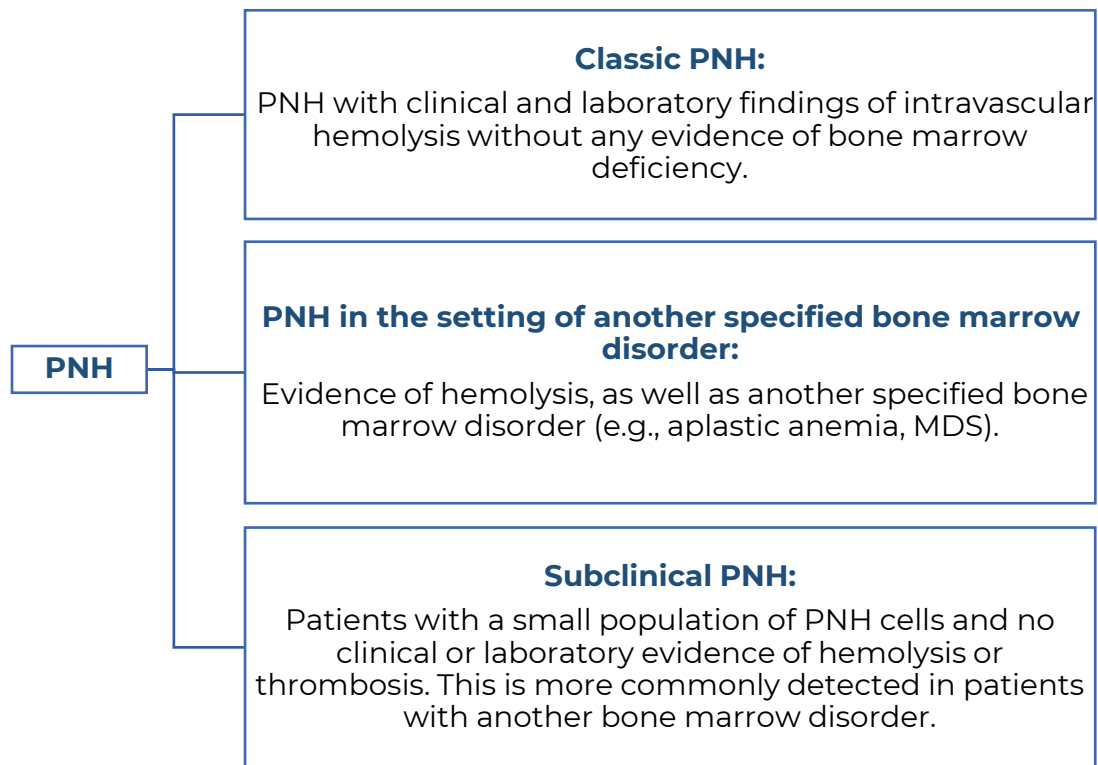 Classic PNH:
PNH with clinical and laboratory findings of intravascular
hemolysis without any evidence of bone marrow
deficiency.
PNH in the setting of another specified bone marrow
disorder:
Evidence of hemolysis, as well as another specified bone
marrow disorder (e.g., aplastic anemia, MDS).
PNH
Subclinical PNH:
Patients with a small population of PNH cells and no
clinical or laboratory evidence of hemolysis or
thrombosis. This is more commonly detected in patients
with another bone marrow disorder.